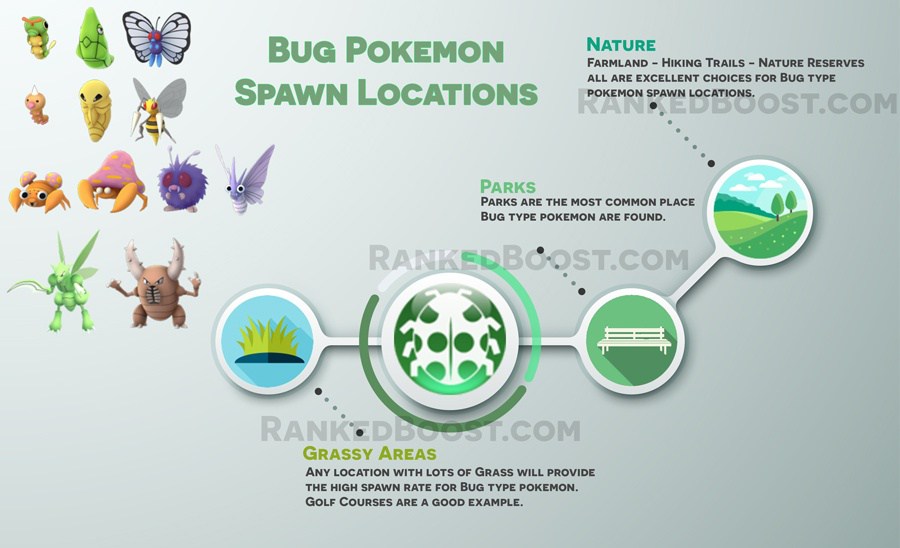 Bug Pokemon
Spawn Locations
Nature
Farmland - Hiking Trails - Nature Reserves
all are excellent choices for Bug type
pokemon spawn locations.
RankedBoost.com
Parks
Parks are the most common place
Bug type pokemon are found.
RankedBoost.com
RankedBoost.com
Grassy Areas
Any location with lots of Grass will provide
the high spawn rate for Bug type pokemon.
Golf Courses are a good example.